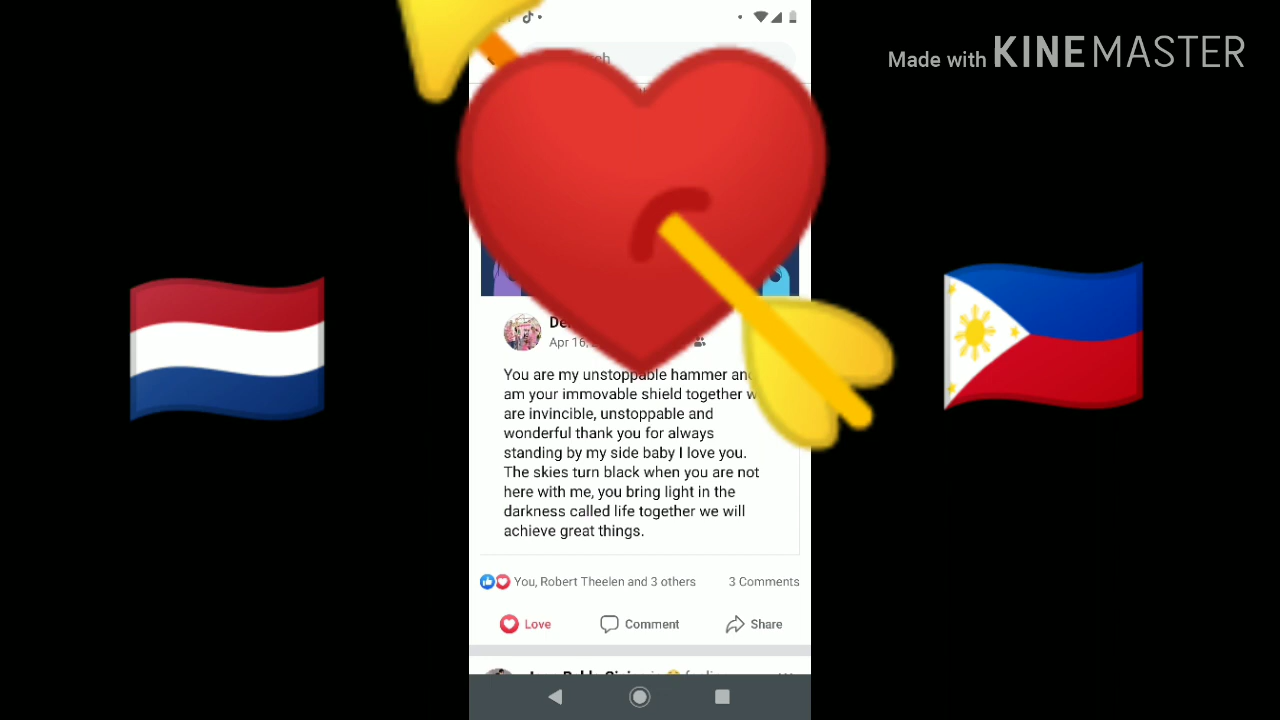 Made with KINEMASTER
Apr 16,
You are my unstoppable hammer and
am your immovable shield together w
are invincible, unstoppable and
wonderful thank you for always
standing by my side baby I love you.
The skies turn black when you are not
here with me, you bring light in the
darkness called life together we will
achieve great things.
You, Robert Theelen and 3 others 3 Comments
Love Comment Share